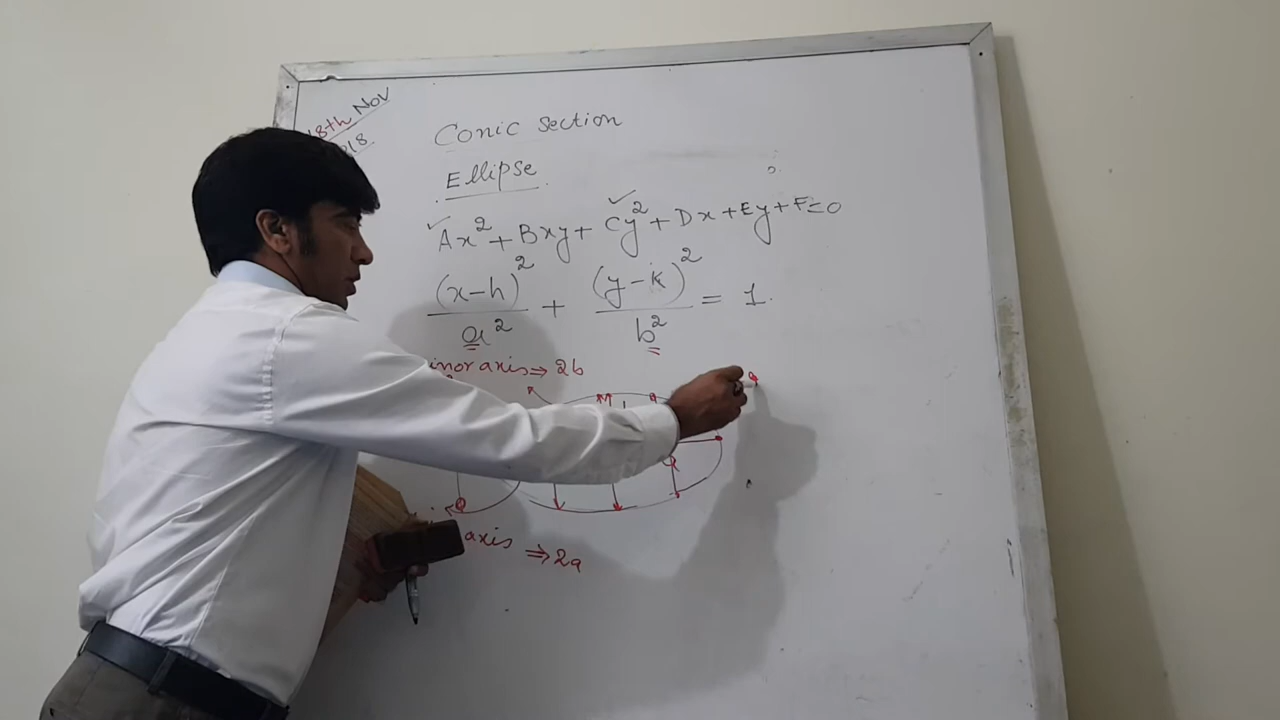 18th Nov
Conic Section
Ellipse.
Ax² + Bxy + Cy² + Dx + Ey + F = 0
(x-h)²/a² + (y-k)²/b² = 1.
inor axis ⇒ 2b
axis ⇒ 2a